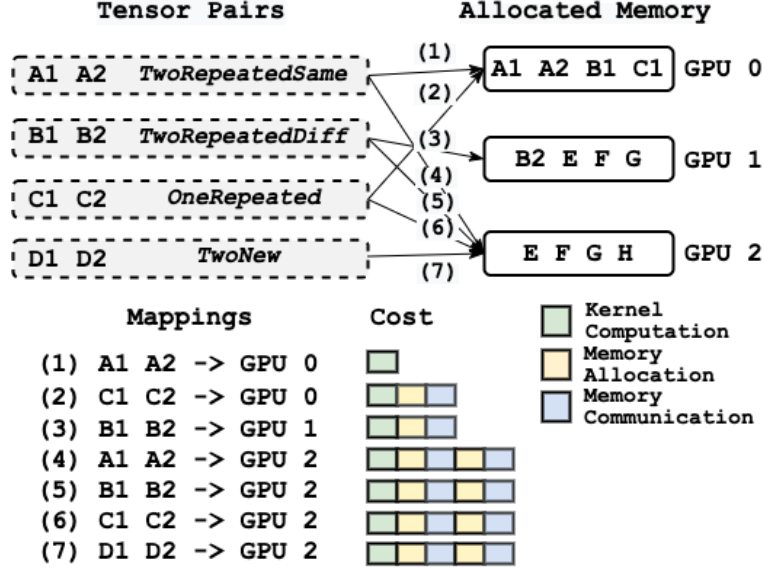 Tensor Pairs
Allocated Memory
A1 A2 TwoRepeatedSame
B1 B2 TwoRepeatedDiff
C1 C2 OneRepeated
D1 D2 TwoNew
(1)
(2)
(3)
(4)
(5)
(6)
(7)
A1 A2 B1 C1 GPU 0
B2 E F G GPU 1
E F G H GPU 2
Mappings
Cost
(1) A1 A2 -> GPU 0
(2) C1 C2 -> GPU 0
(3) B1 B2 -> GPU 1
(4) A1 A2 -> GPU 2
(5) B1 B2 -> GPU 2
(6) C1 C2 -> GPU 2
(7) D1 D2 -> GPU 2
Kernel
Computation
Memory
Allocation
Memory
Communication